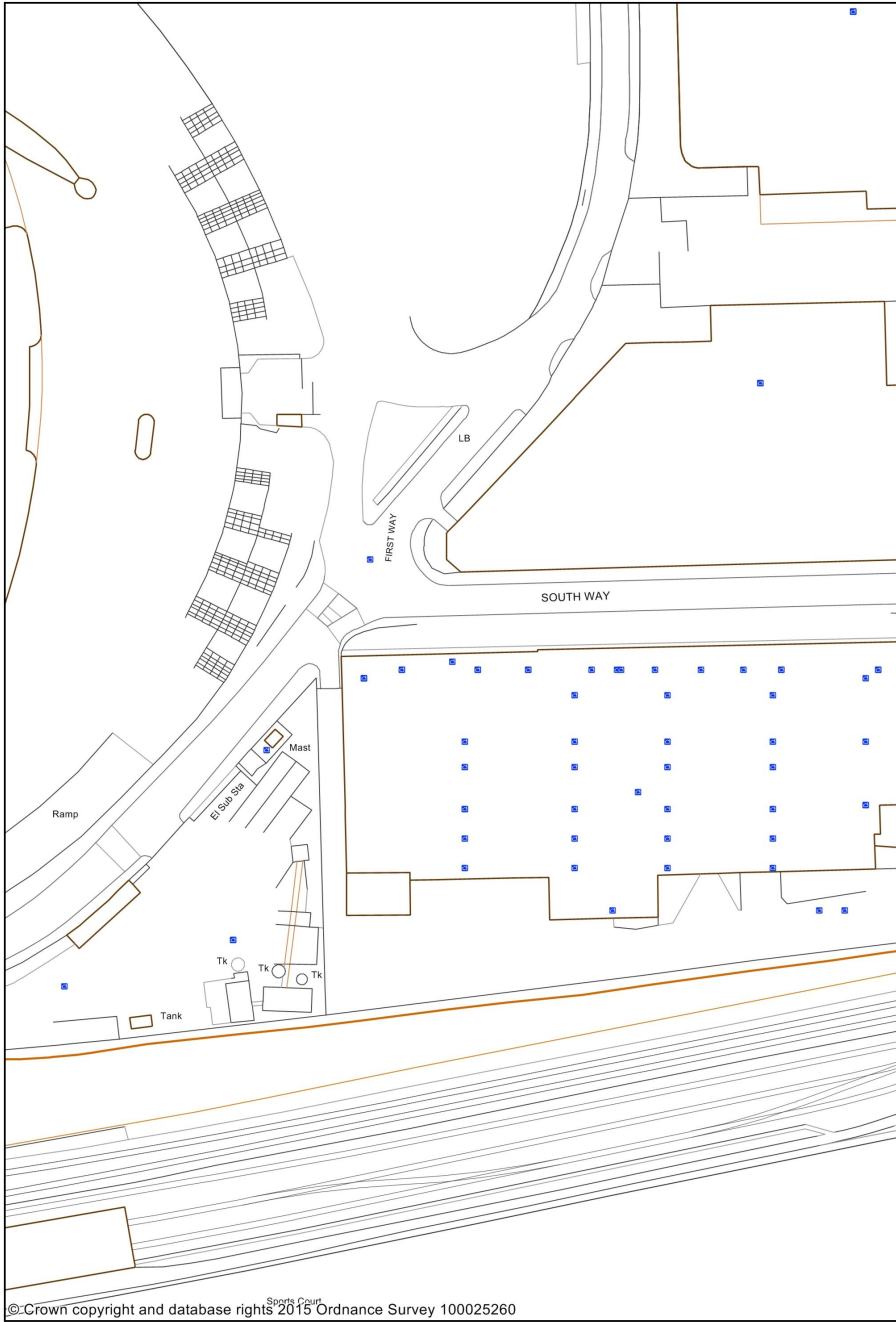 LB
FIRST WAY
SOUTH WAY
Mast
El Sub Sta
Ramp
Tk
Tk
Tk
Tank
Sports Court
© Crown copyright and database rights 2015 Ordnance Survey 100025260